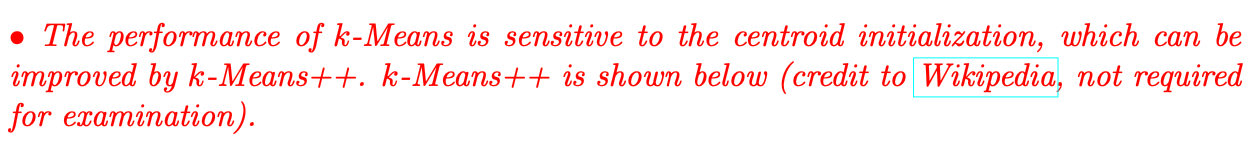 • The performance of k-Means is sensitive to the centroid initialization, which can be
improved by k-Means++. k-Means++ is shown below (credit to Wikipedia, not required
for examination).